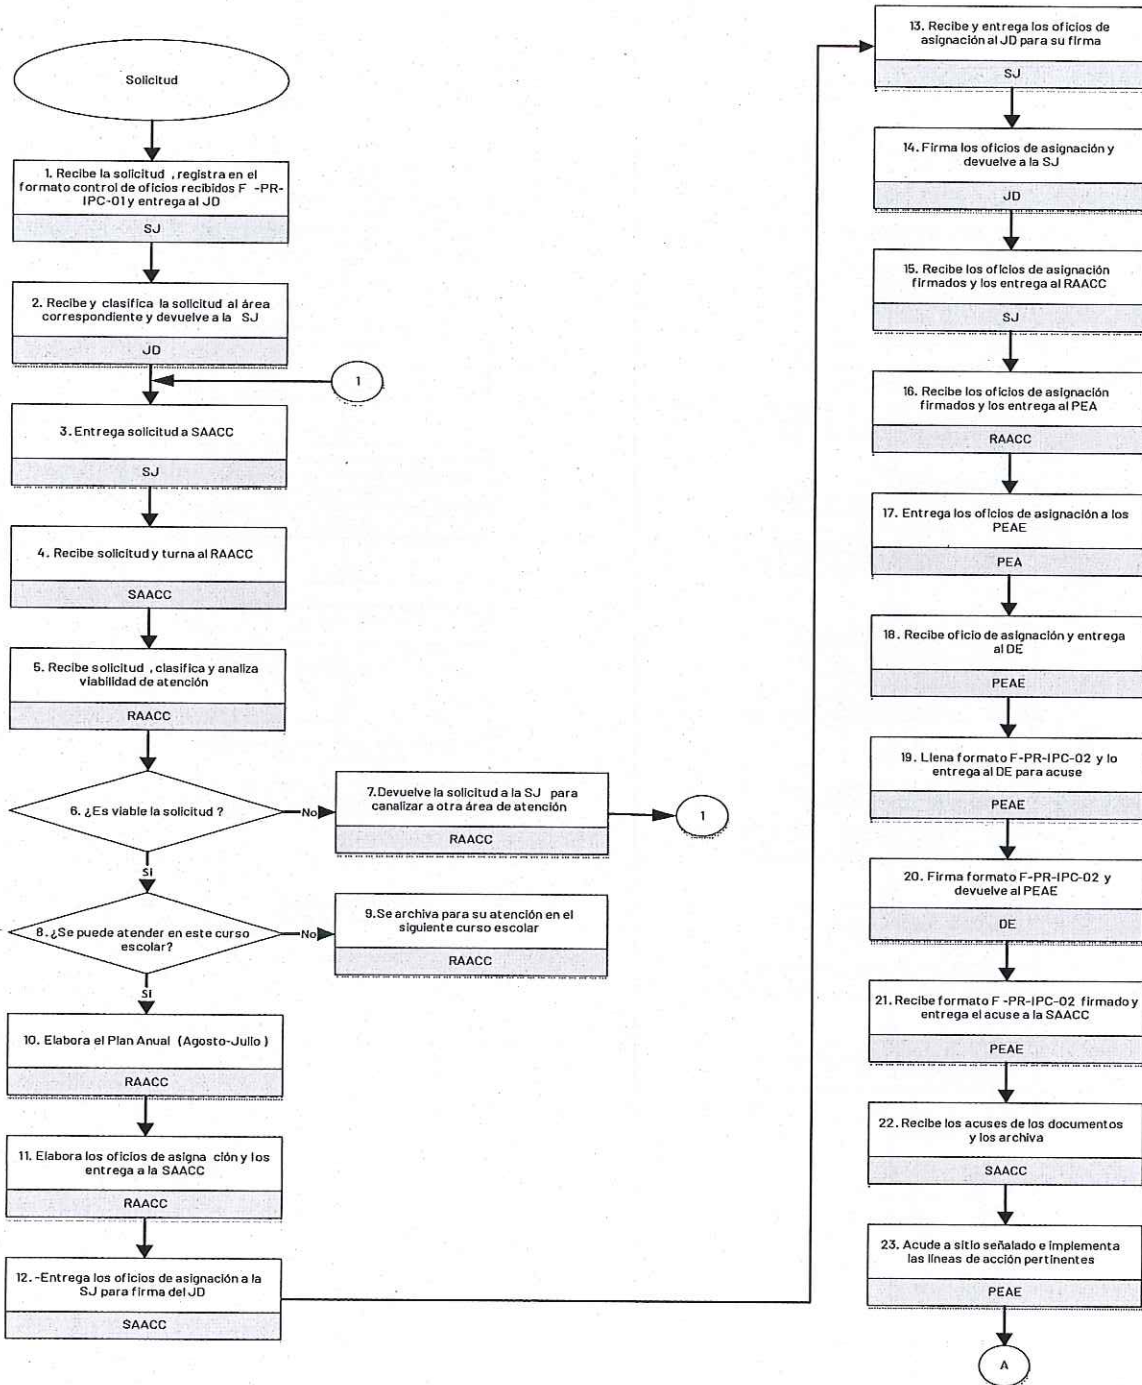 Solicitud
1. Recibe la solicitud , registra en el
formato control de oficios recibidos F -PR-
IPC-01 y entrega al JD
SJ
2. Recibe y clasifica la solicitud al área
correspondiente y devuelve a la SJ
JD
1
3. Entrega solicitud a SAACC
SJ
4. Recibe solicitud y turna al RAACC
SAACC
5. Recibe solicitud , clasifica y analiza
viabilidad de atención
RAACC
6. ¿Es viable la solicitud ?
No
7.Devuelve la solicitud a la SJ para
canalizar a otra área de atención
RAACC
1
Sí
8. ¿Se puede atender en este curso
escolar?
No
9.Se archiva para su atención en el
siguiente curso escolar
RAACC
Sí
10. Elabora el Plan Anual (Agosto-Julio )
RAACC
11. Elabora los oficios de asigna ción y los
entrega a la SAACC
RAACC
12.-Entrega los oficios de asignación a la
SJ para firma del JD
SAACC
13. Recibe y entrega los oficios de
asignación al JD para su firma
SJ
14. Firma los oficios de asignación y
devuelve a la SJ
JD
15. Recibe los oficios de asignación
firmados y los entrega al RAACC
SJ
16. Recibe los oficios de asignación
firmados y los entrega al PEA
RAACC
17. Entrega los oficios de asignación a los
PEAE
PEA
18. Recibe oficio de asignación y entrega
al DE
PEAE
19. Llena formato F-PR-IPC-02 y lo
entrega al DE para acuse
PEAE
20. Firma formato F-PR-IPC-02 y
devuelve al PEAE
DE
21. Recibe formato F -PR-IPC-02 firmado y
entrega el acuse a la SAACC
PEAE
22. Recibe los acuses de los documentos
y los archiva
SAACC
23. Acude a sitio señalado e implementa
las líneas de acción pertinentes
PEAE
A